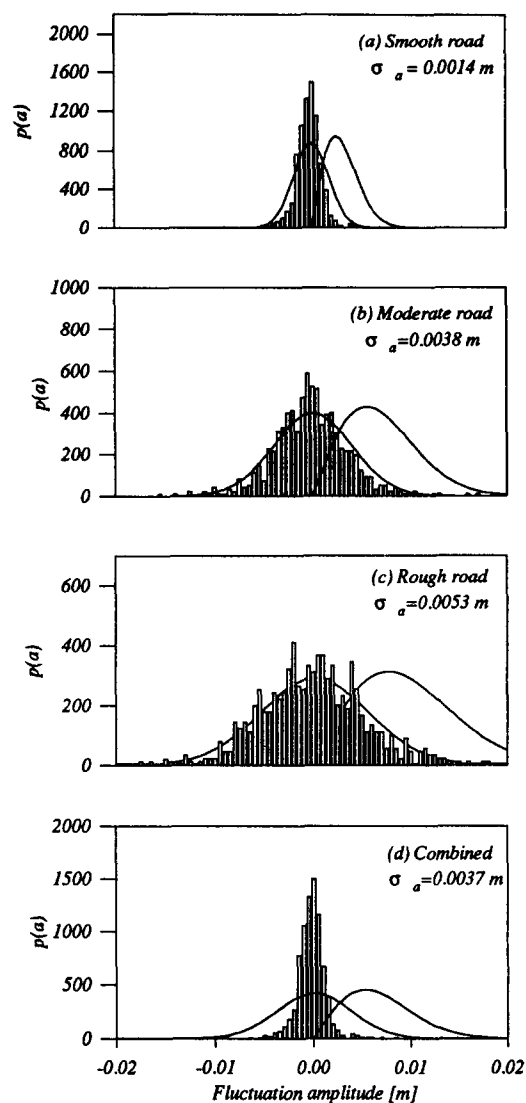 2000
1600
1200
800
400
0
p(a)
(a) Smooth road
σ a = 0.0014 m
1000
800
600
400
200
0
p(a)
(b) Moderate road
σ a=0.0038 m
600
400
200
0
p(a)
(c) Rough road
σ a=0.0053 m
2000
1500
1000
500
0
p(a)
(d) Combined
σ a=0.0037 m
-0.02 -0.01 0.00 0.01 0.02
Fluctuation amplitude [m]